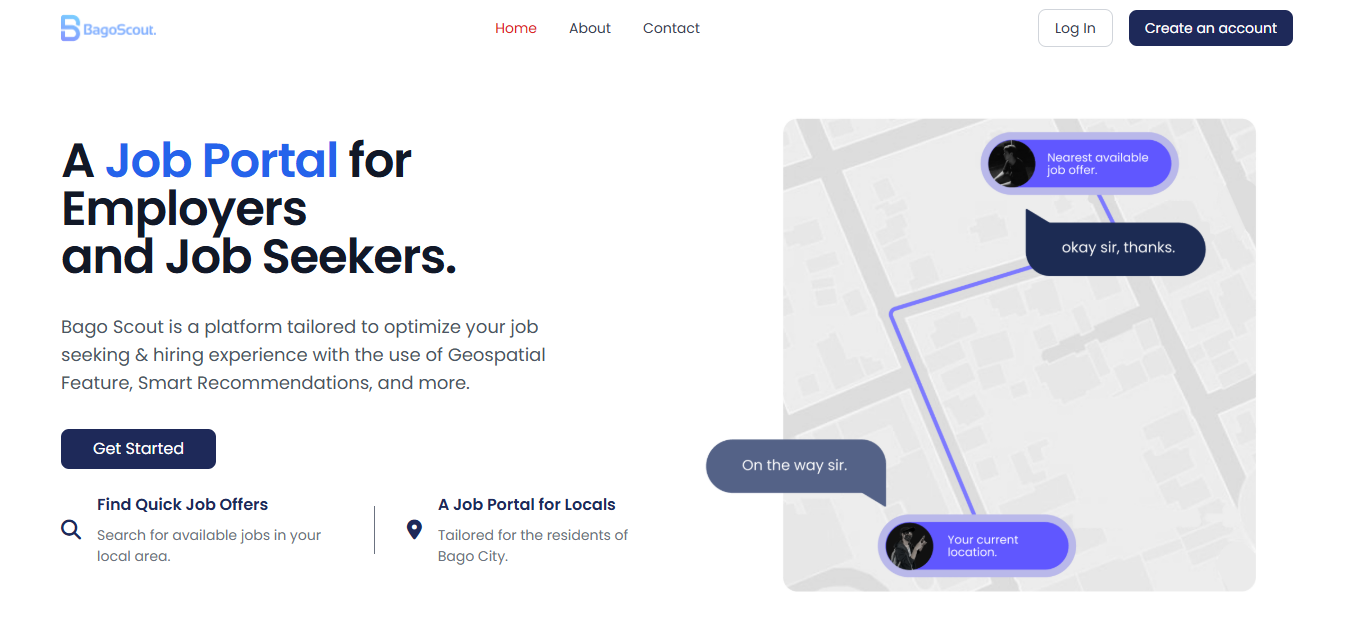 BagoScout.
Home
About
Contact
Log In
Create an account
A Job Portal for
Employers
and Job Seekers.
Bago Scout is a platform tailored to optimize your job
seeking & hiring experience with the use of Geospatial
Feature, Smart Recommendations, and more.
Get Started
Find Quick Job Offers
Search for available jobs in your
local area.
A Job Portal for Locals
Tailored for the residents of
Bago City.
Nearest available
job offer.
okay sir, thanks.
On the way sir.
Your current
location.